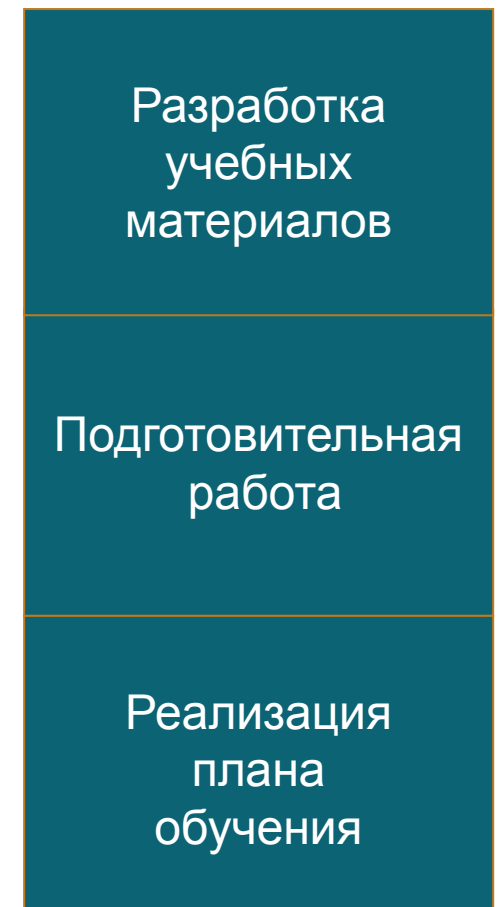 Разработка
учебных
материалов
Подготовительная
работа
Реализация
плана
обучения